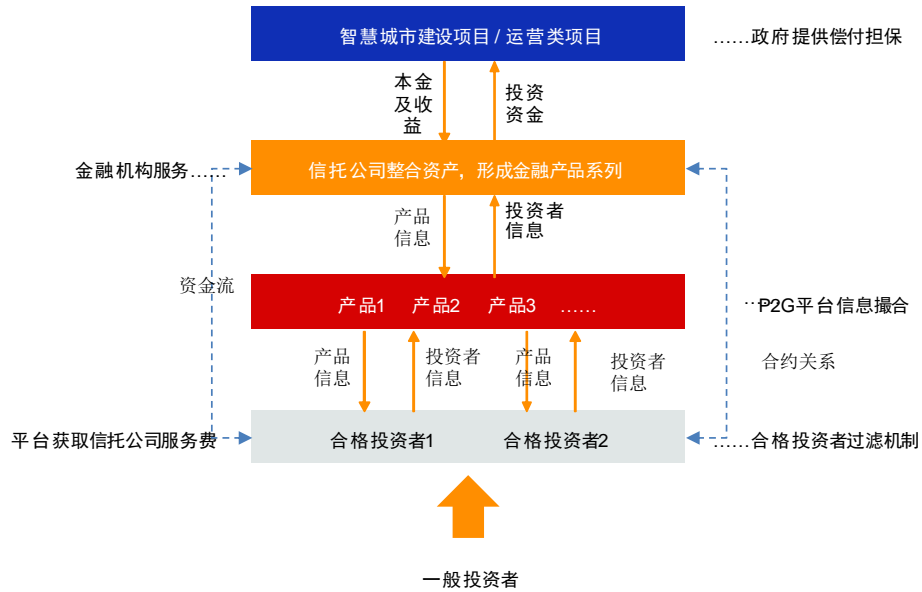 智慧城市建设项目 / 运营类项目
……政府提供偿付担保
本金
及收
益
投资
资金
金融机构服务……
信托公司整合资产，形成金融产品系列
产品
信息
投资者
信息
资金流
产品1 产品2 产品3 ……
…P2G平台信息撮合
产品
信息
投资者
信息
产品
信息
投资者
信息
合约关系
平台获取信托公司服务费
合格投资者1 合格投资者2
……合格投资者过滤机制
一般投资者